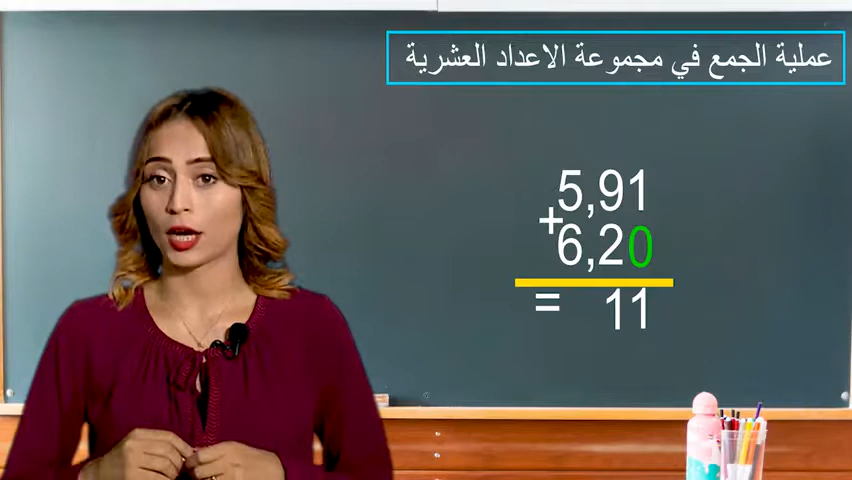 عملية الجمع في مجموعة الاعداد العشرية
5,91
+
6,20
= 11